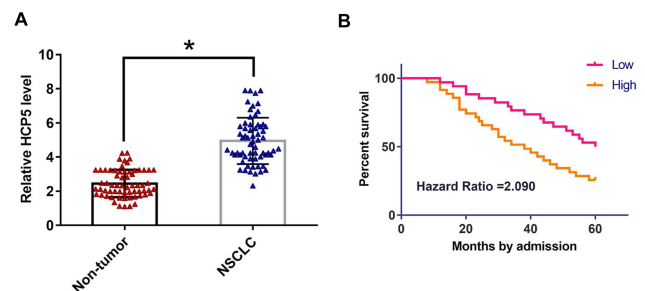 A
*
Relative HCP5 level
10
8
6
4
2
0
Non-tumor
NSCLC
B
Low
High
Percent survival
100
50
0
Hazard Ratio =2.090
0
20
40
60
Months by admission